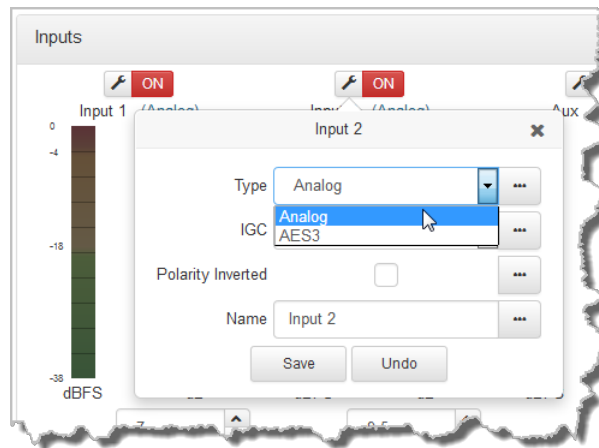 Inputs
ON
ON
Input 1 (Analog)
(Analog)
Aux
Input 2
0
-4
-18
-38
dBFS
Type
Analog
Analog
AES3
IGC
Polarity Inverted
Name
Input 2
Save
Undo